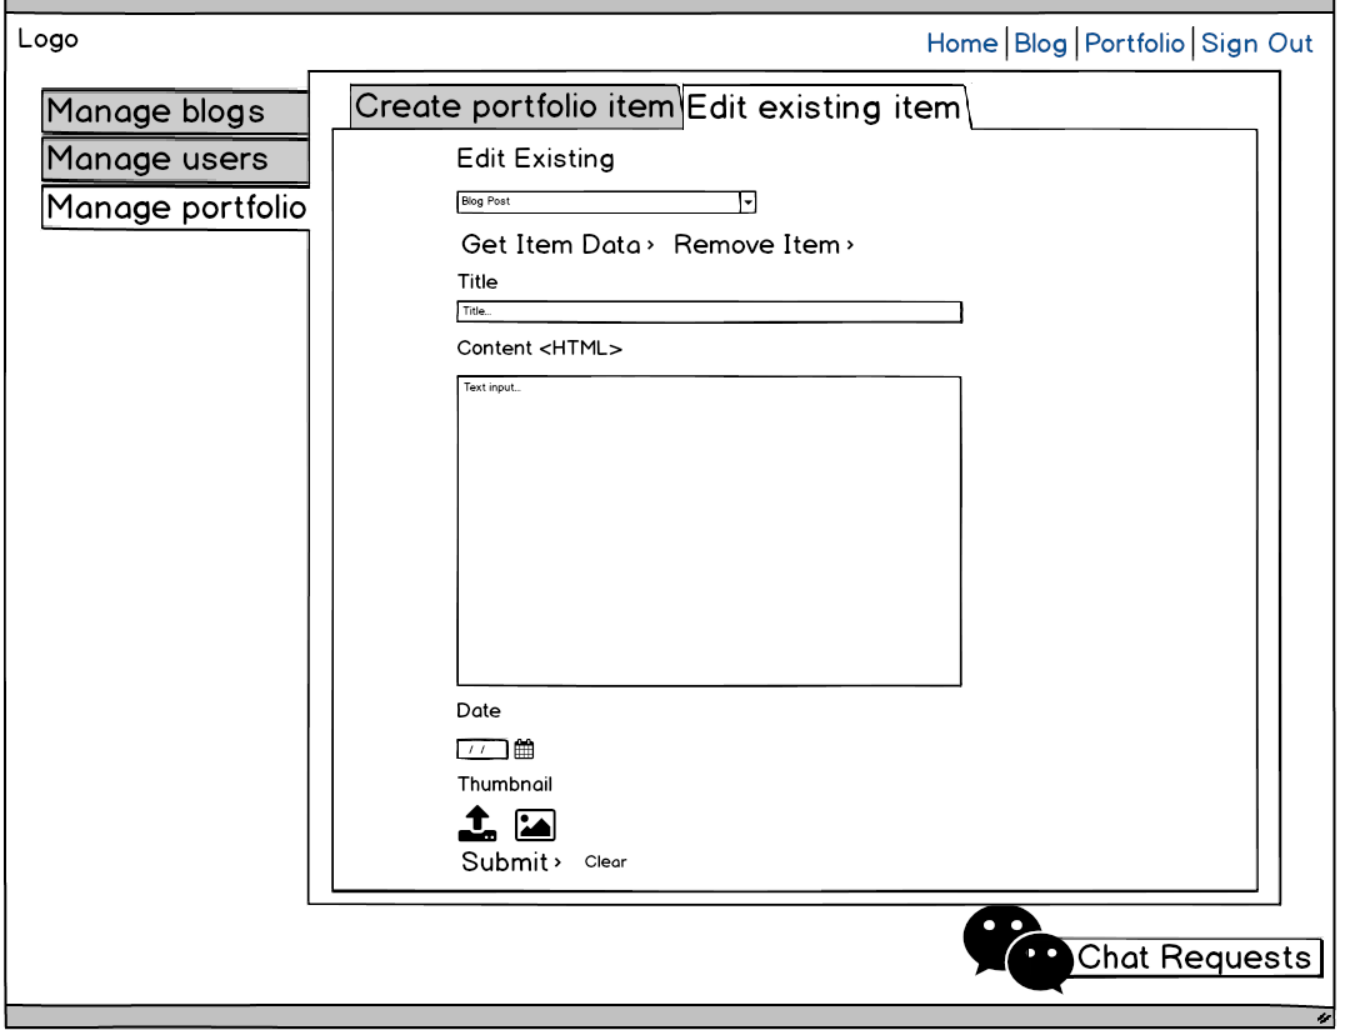 Logo
Home Blog Portfolio Sign Out
Manage blogs
Manage users
Manage portfolio
Create portfolio item Edit existing item
Edit Existing
Blog Post
Get Item Data › Remove Item ›
Title
Title...
Content <HTML>
Text input...
Date
/ /
Thumbnail
Submit › Clear
Chat Requests